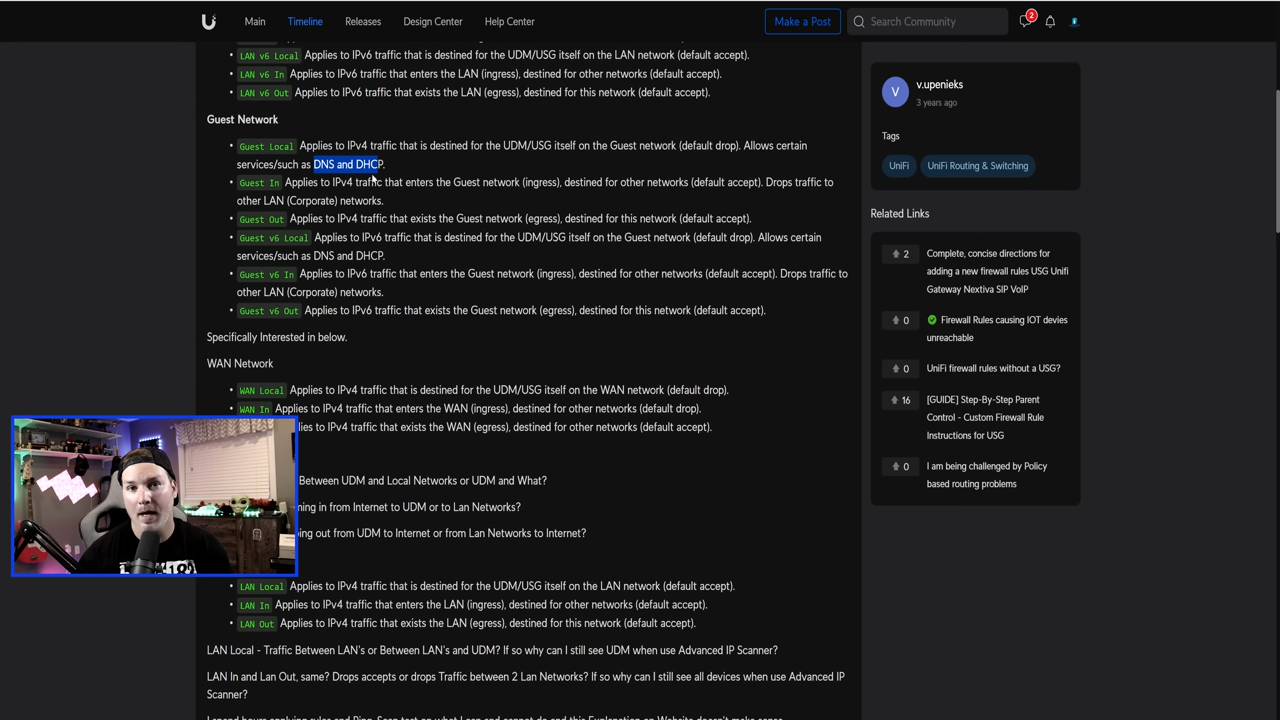 Main Timeline Releases Design Center Help Center Make a Post Search Community 2
LAN v6 Local Applies to IPv6 traffic that is destined for the UDM/USG itself on the LAN network (default accept).
LAN v6 In Applies to IPv6 traffic that enters the LAN (ingress), destined for other networks (default accept).
LAN v6 Out Applies to IPv6 traffic that exists the LAN (egress), destined for this network (default accept).
Guest Network
Guest Local Applies to IPv4 traffic that is destined for the UDM/USG itself on the Guest network (default drop). Allows certain
services/such as DNS and DHCP.
Guest In Applies to IPv4 traffic that enters the Guest network (ingress), destined for other networks (default accept). Drops traffic to
other LAN (Corporate) networks.
Guest Out Applies to IPv4 traffic that exists the Guest network (egress), destined for this network (default accept).
Guest v6 Local Applies to IPv6 traffic that is destined for the UDM/USG itself on the Guest network (default drop). Allows certain
services/such as DNS and DHCP.
Guest v6 In Applies to IPv6 traffic that enters the Guest network (ingress), destined for other networks (default accept). Drops traffic to
other LAN (Corporate) networks.
Guest v6 Out Applies to IPv6 traffic that exists the Guest network (egress), destined for this network (default accept).
Specifically Interested in below.
WAN Network
WAN Local Applies to IPv4 traffic that is destined for the UDM/USG itself on the WAN network (default drop).
WAN In Applies to IPv4 traffic that enters the WAN (ingress), destined for other networks (default drop).
lies to IPv4 traffic that exists the WAN (egress), destined for other networks (default accept).
Between UDM and Local Networks or UDM and What?
ming in from Internet to UDM or to Lan Networks?
ing out from UDM to Internet or from Lan Networks to Internet?
LAN Local Applies to IPv4 traffic that is destined for the UDM/USG itself on the LAN network (default accept).
LAN In Applies to IPv4 traffic that enters the LAN (ingress), destined for other networks (default accept).
LAN Out Applies to IPv4 traffic that exists the LAN (egress), destined for this network (default accept).
LAN Local - Traffic Between LAN's or Between LAN's and UDM? If so why can I still see UDM when use Advanced IP Scanner?
LAN In and Lan Out, same? Drops accepts or drops Traffic between 2 Lan Networks? If so why can I still see all devices when use Advanced IP
Scanner?
V
v.upenieks
3 years ago
Tags
UniFi UniFi Routing & Switching
Related Links
2 Complete, concise directions for
adding a new firewall rules USG Unifi
Gateway Nextiva SIP VoIP
0 Firewall Rules causing IOT devies
unreachable
0 UniFi firewall rules without a USG?
16 [GUIDE] Step-By-Step Parent
Control - Custom Firewall Rule
Instructions for USG
0 I am being challenged by Policy
based routing problems